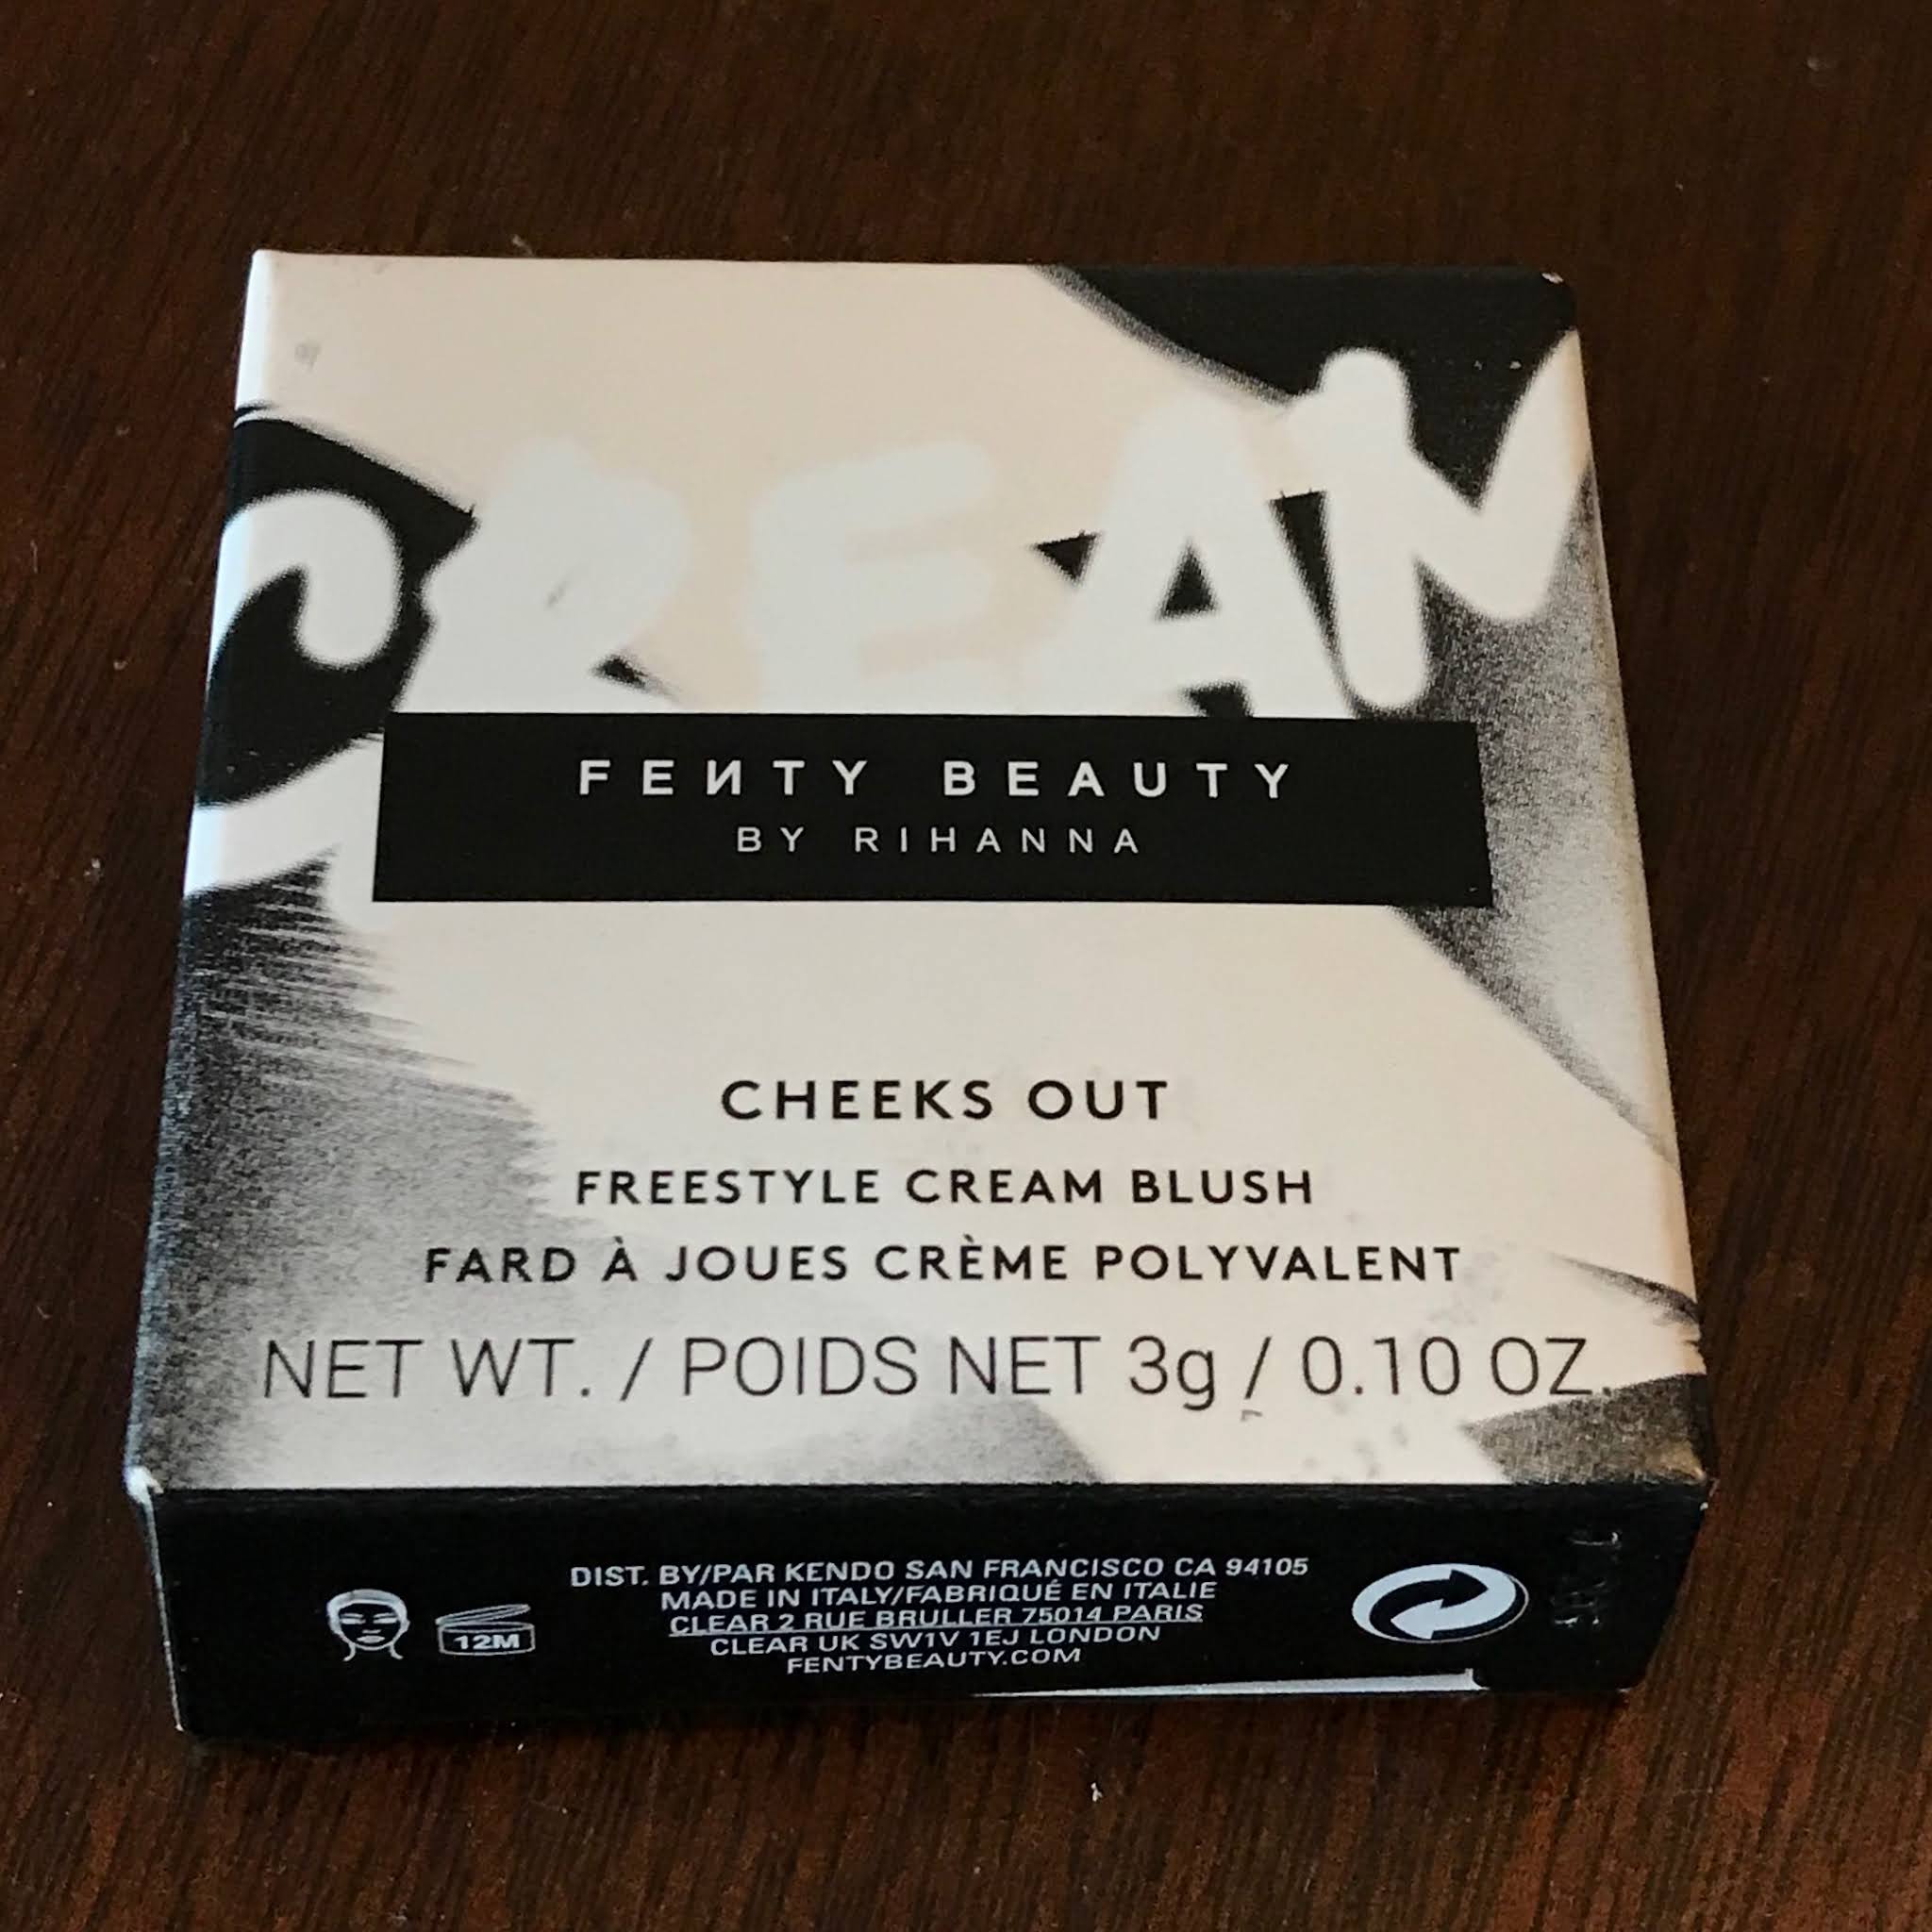 CREAM
FENTY BEAUTY
BY RIHANNA
CHEEKS OUT
FREESTYLE CREAM BLUSH
FARD À JOUES CRÈME POLYVALENT
NET WT. / POIDS NET 3g / 0.10 OZ.
12M
DIST. BY/PAR KENDO SAN FRANCISCO CA 94105
MADE IN ITALY/FABRIQUÉ EN ITALIE
CLEAR 2 RUE BRULLER 75014 PARIS
CLEAR UK SW1V 1EJ LONDON
FENTYBEAUTY.COM